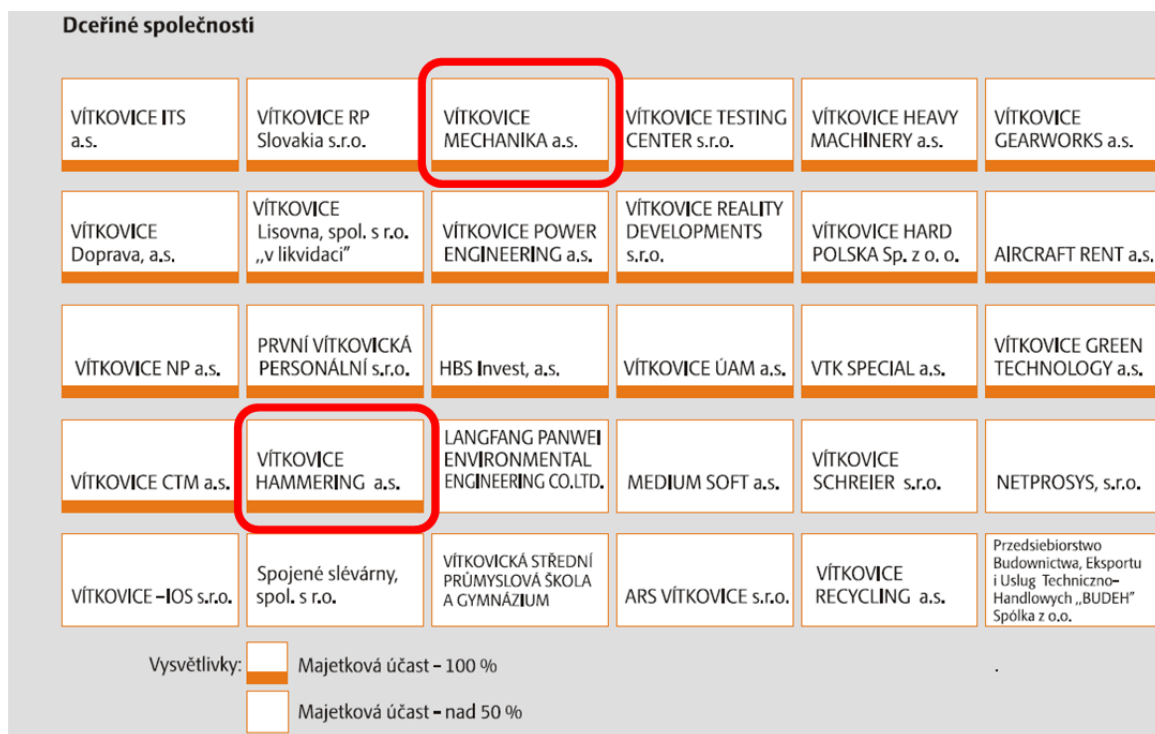 Dceřiné společnosti
VÍTKOVICE ITS
a.s.
VÍTKOVICE RP
Slovakia s.r.o.
VÍTKOVICE
MECHANIKA a.s.
VÍTKOVICE TESTING
CENTER s.r.o.
VÍTKOVICE HEAVY
MACHINERY a.s.
VÍTKOVICE
GEARWORKS a.s.
VÍTKOVICE
Doprava, a.s.
VÍTKOVICE
Lisovna, spol. s r.o.
„v likvidaci”
VÍTKOVICE POWER
ENGINEERING a.s.
VÍTKOVICE REALITY
DEVELOPMENTS
s.r.o.
VÍTKOVICE HARD
POLSKA Sp. z o. o.
AIRCRAFT RENT a.s.
VÍTKOVICE NP a.s.
PRVNÍ VÍTKOVICKÁ
PERSONÁLNÍ s.r.o.
HBS Invest, a.s.
VÍTKOVICE ÚAM a.s.
VTK SPECIAL a.s.
VÍTKOVICE GREEN
TECHNOLOGY a.s.
VÍTKOVICE CTM a.s.
VÍTKOVICE
HAMMERING a.s.
LANGFANG PANWEI
ENVIRONMENTAL
ENGINEERING CO.LTD.
MEDIUM SOFT a.s.
VÍTKOVICE
SCHREIER s.r.o.
NETPROSYS, s.r.o.
VÍTKOVICE –IOS s.r.o.
Spojené slévárny,
spol. s r.o.
VÍTKOVICKÁ STŘEDNÍ
PRŮMYSLOVÁ ŠKOLA
A GYMNÁZIUM
ARS VÍTKOVICE s.r.o.
VÍTKOVICE
RECYCLING a.s.
Przedsiebiorstwo
Budownictwa, Eksportu
i Uslug Techniczno–
Handlowych „BUDEH”
Spólka z o.o.
Vysvětlivky:
Majetková účast – 100 %
Majetková účast – nad 50 %